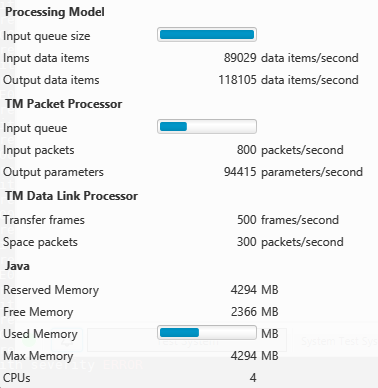 Processing Model
Input queue size
Input data items 89029 data items/second
Output data items 118105 data items/second
TM Packet Processor
Input queue
Input packets 800 packets/second
Output parameters 94415 parameters/second
TM Data Link Processor
Transfer frames 500 frames/second
Space packets 300 packets/second
Java
Reserved Memory 4294 MB
Free Memory 2366 MB
Used Memory MB
Max Memory 4294 MB
CPUs 4